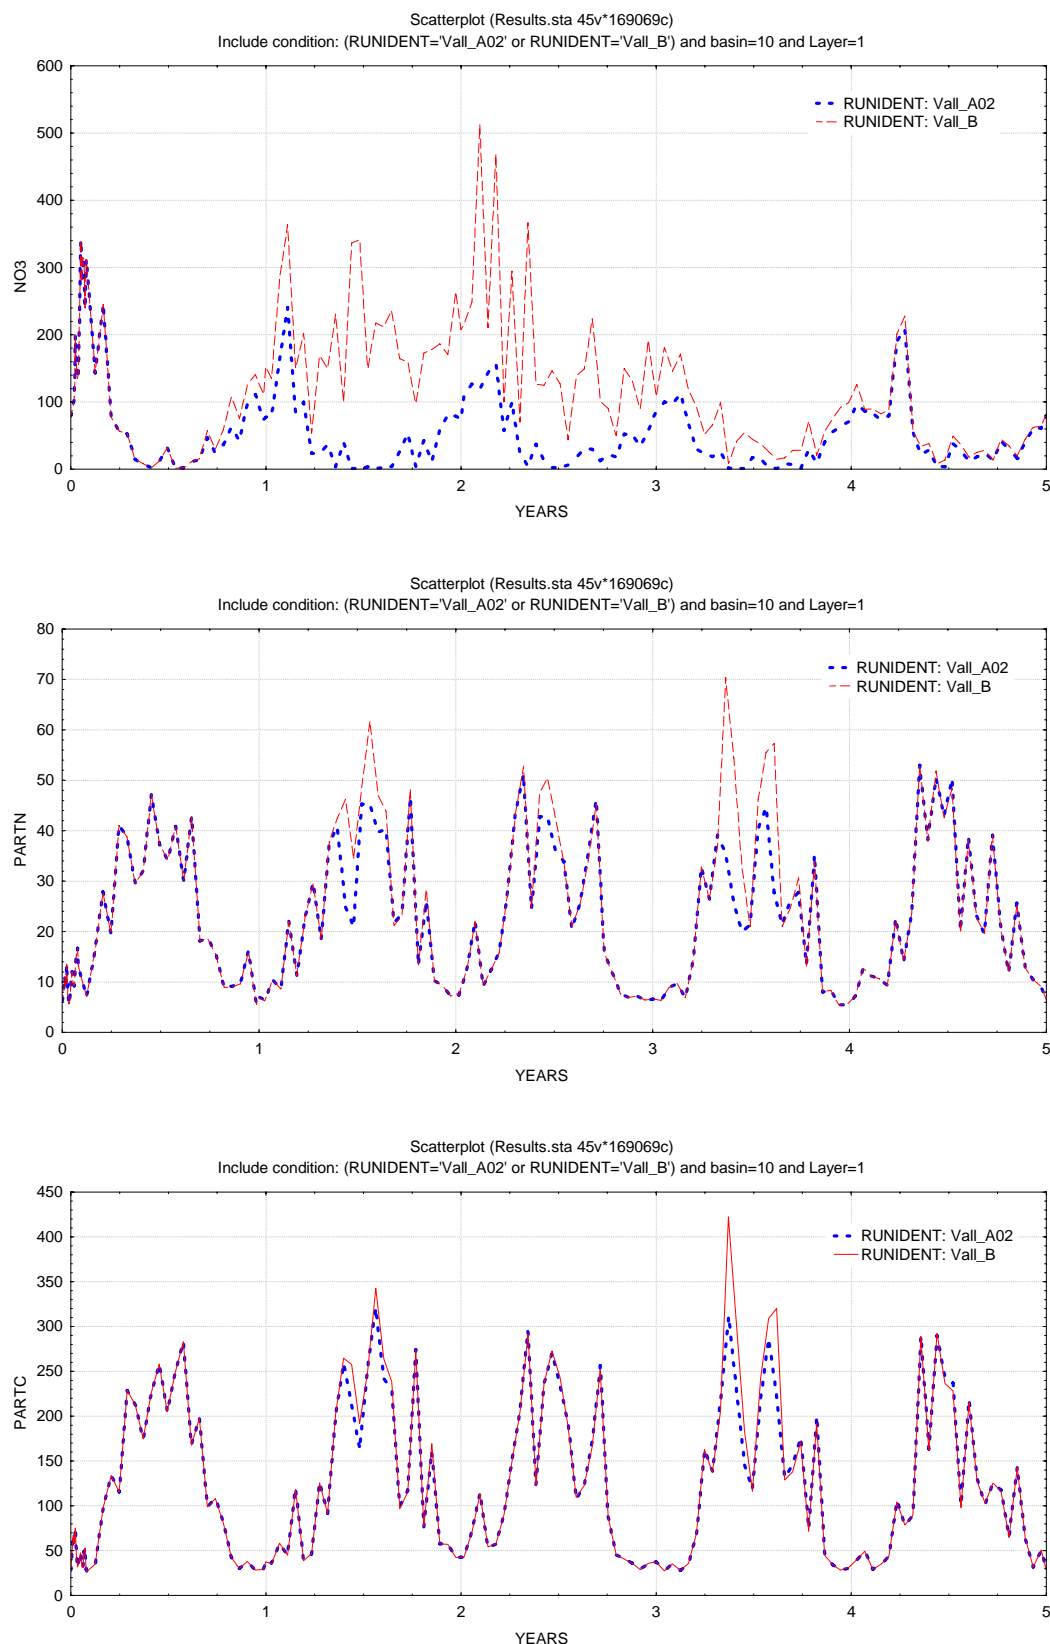 Scatterplot (Results.sta 45v*169069c)
Include condition: (RUNIDENT='Vall_A02' or RUNIDENT='Vall_B') and basin=10 and Layer=1
600
500
400
300
200
100
0
NO3
RUNIDENT: Vall_A02
RUNIDENT: Vall_B
0 1 2 3 4 5
YEARS
Scatterplot (Results.sta 45v*169069c)
Include condition: (RUNIDENT='Vall_A02' or RUNIDENT='Vall_B') and basin=10 and Layer=1
80
70
60
50
40
30
20
10
0
PARTN
RUNIDENT: Vall_A02
RUNIDENT: Vall_B
0 1 2 3 4 5
YEARS
Scatterplot (Results.sta 45v*169069c)
Include condition: (RUNIDENT='Vall_A02' or RUNIDENT='Vall_B') and basin=10 and Layer=1
450
400
350
300
250
200
150
100
50
0
PARTC
RUNIDENT: Vall_A02
RUNIDENT: Vall_B
0 1 2 3 4 5
YEARS